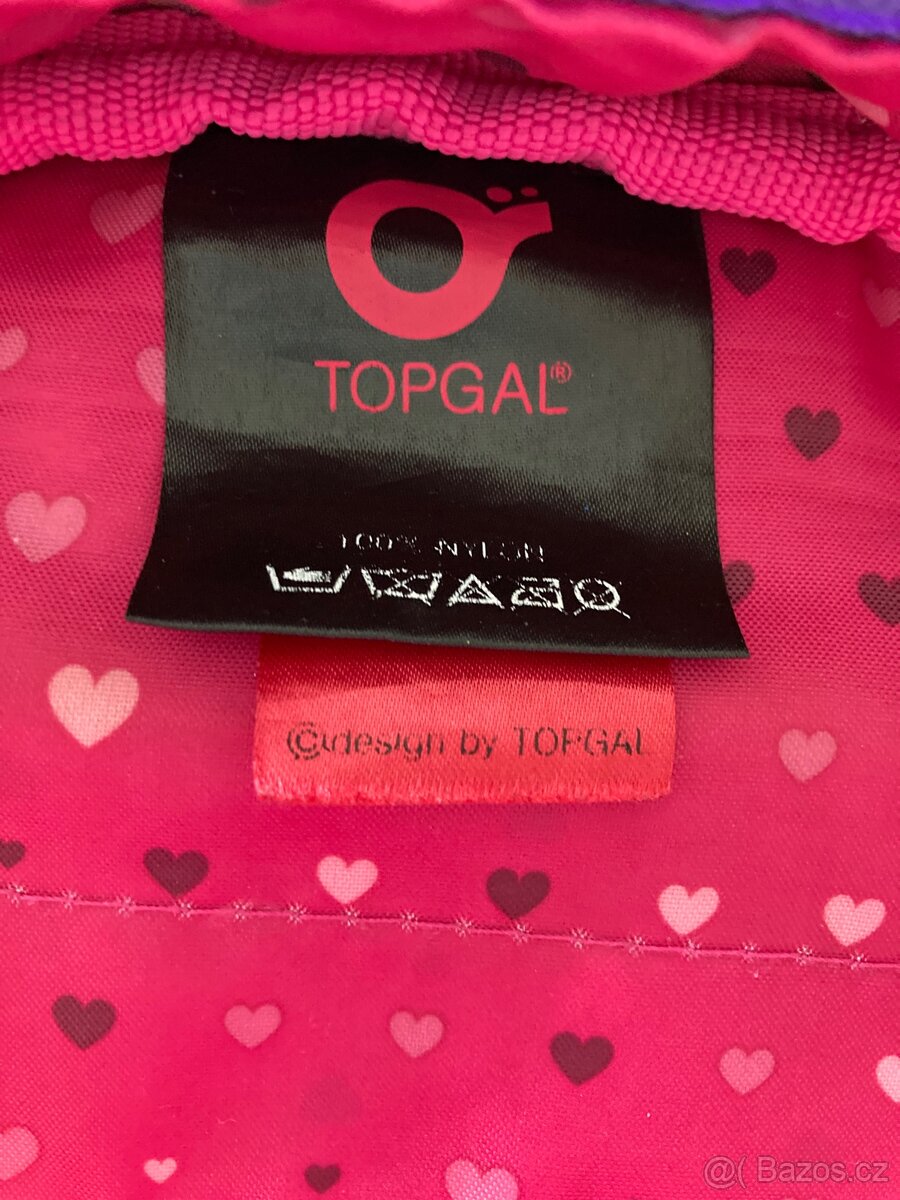 TOPGAL®
100% NYLON
©design by TOPGAL
@( Bazos.cz